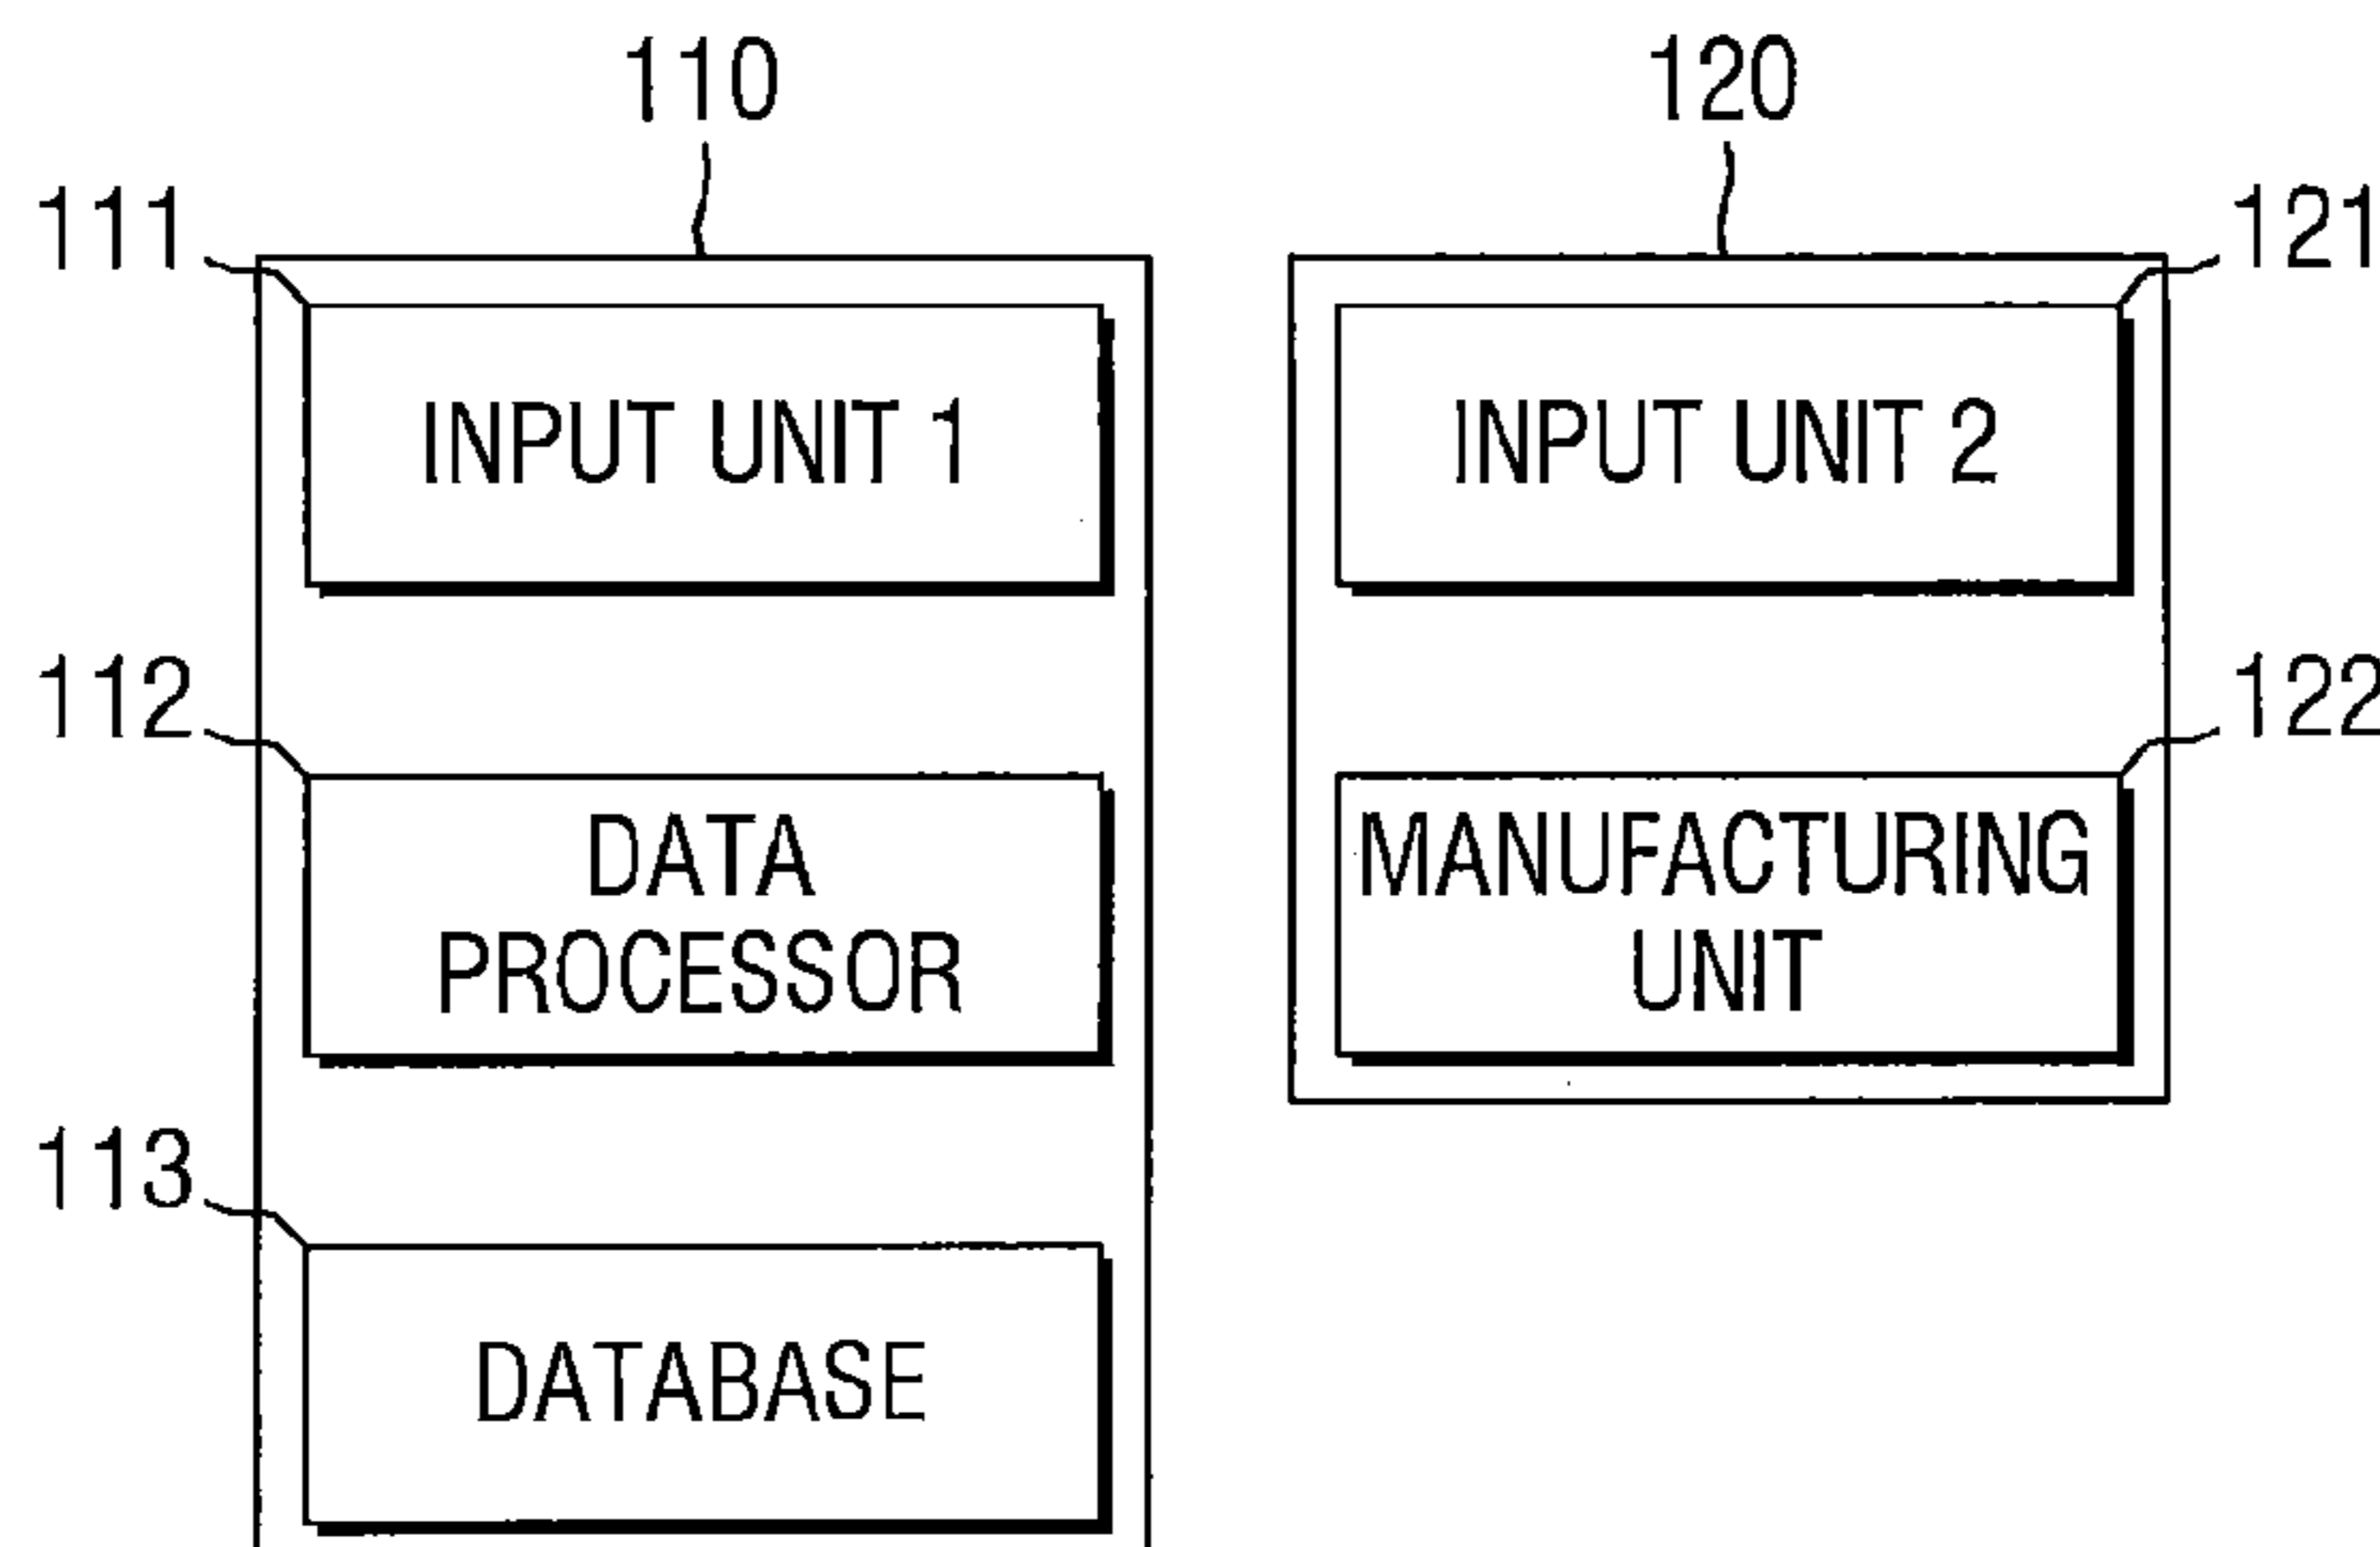 110
120
111
121
INPUT UNIT 1
INPUT UNIT 2
112
122
DATA
PROCESSOR
MANUFACTURING
UNIT
113
DATABASE